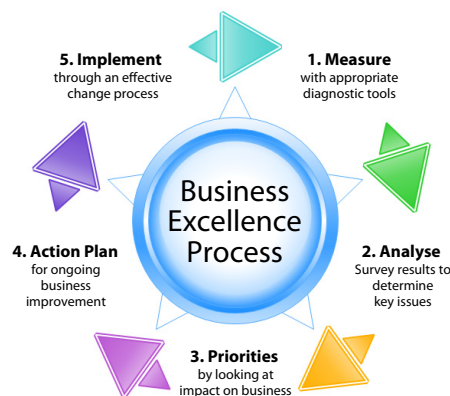 5. Implement
through an effective
change process
1. Measure
with appropriate
diagnostic tools
Business
Excellence
Process
4. Action Plan
for ongoing
business
improvement
2. Analyse
Survey results to
determine
key issues
3. Priorities
by looking at
impact on business